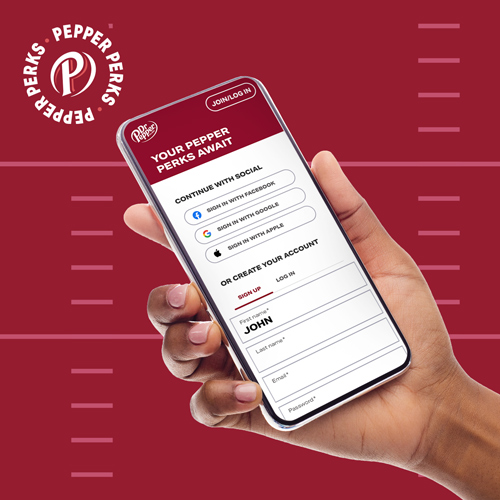 PEPPER PERKS • PEPPER PERKS •
P
Dr Pepper
JOIN/LOG IN
YOUR PEPPER
PERKS AWAIT
CONTINUE WITH SOCIAL
SIGN IN WITH FACEBOOK
SIGN IN WITH GOOGLE
SIGN IN WITH APPLE
OR CREATE YOUR ACCOUNT
SIGN UP LOG IN
First name*
JOHN
Last name*
Email*
Password*